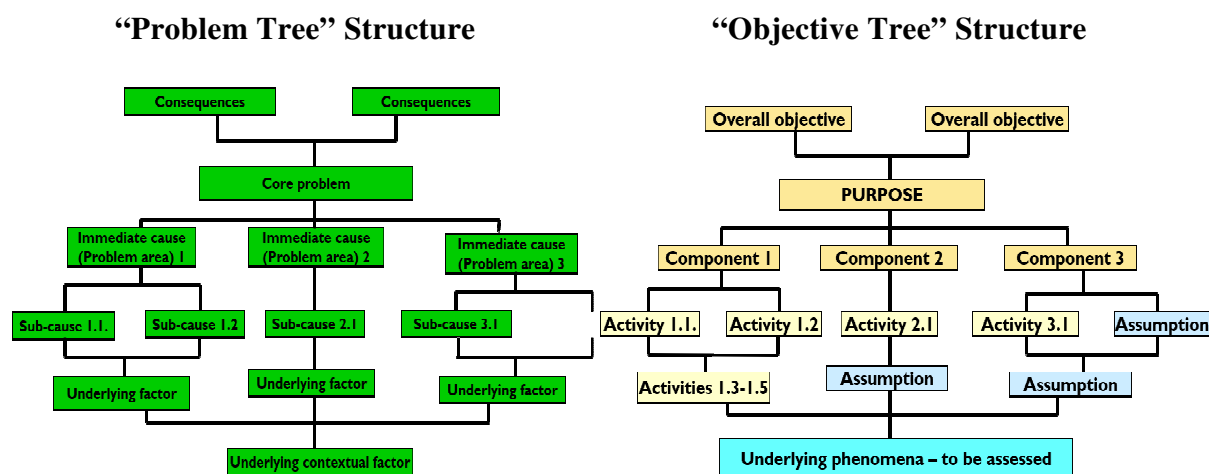 “Problem Tree” Structure
Consequences
Consequences
Core problem
Immediate cause
(Problem area) 1
Immediate cause
(Problem area) 2
Immediate cause
(Problem area) 3
Sub-cause 1.1.
Sub-cause 1.2
Sub-cause 2.1
Sub-cause 3.1
Underlying factor
Underlying factor
Underlying factor
Underlying contextual factor
“Objective Tree” Structure
Overall objective
Overall objective
PURPOSE
Component 1
Component 2
Component 3
Activity 1.1.
Activity 1.2
Activity 2.1
Activity 3.1
Assumption
Activities 1.3-1.5
Assumption
Assumption
Underlying phenomena – to be assessed